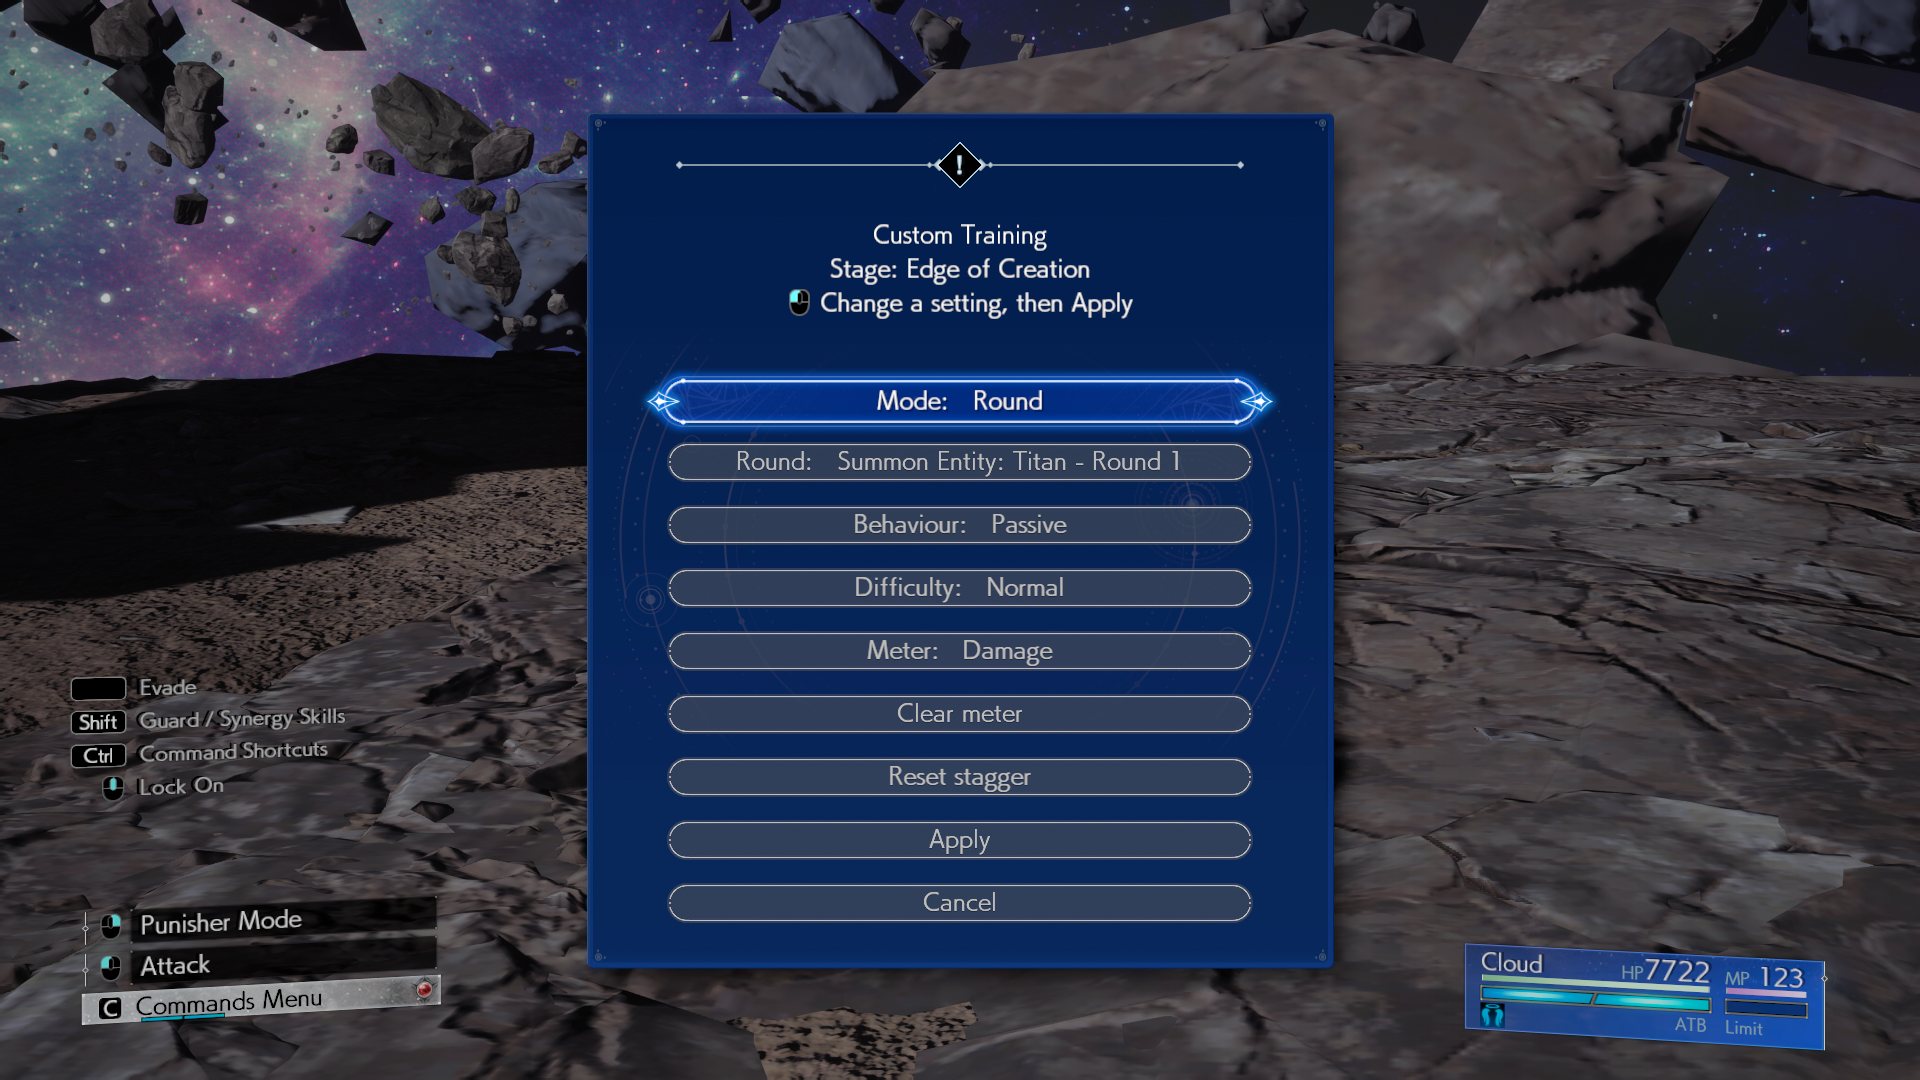 !
Custom Training
Stage: Edge of Creation
Change a setting, then Apply
Mode: Round
Round: Summon Entity: Titan - Round 1
Behaviour: Passive
Difficulty: Normal
Meter: Damage
Clear meter
Reset stagger
Apply
Cancel
Evade
Shift Guard / Synergy Skills
Ctrl Command Shortcuts
Lock On
Punisher Mode
Attack
C Commands Menu
Cloud HP 7722 MP 123
ATB Limit